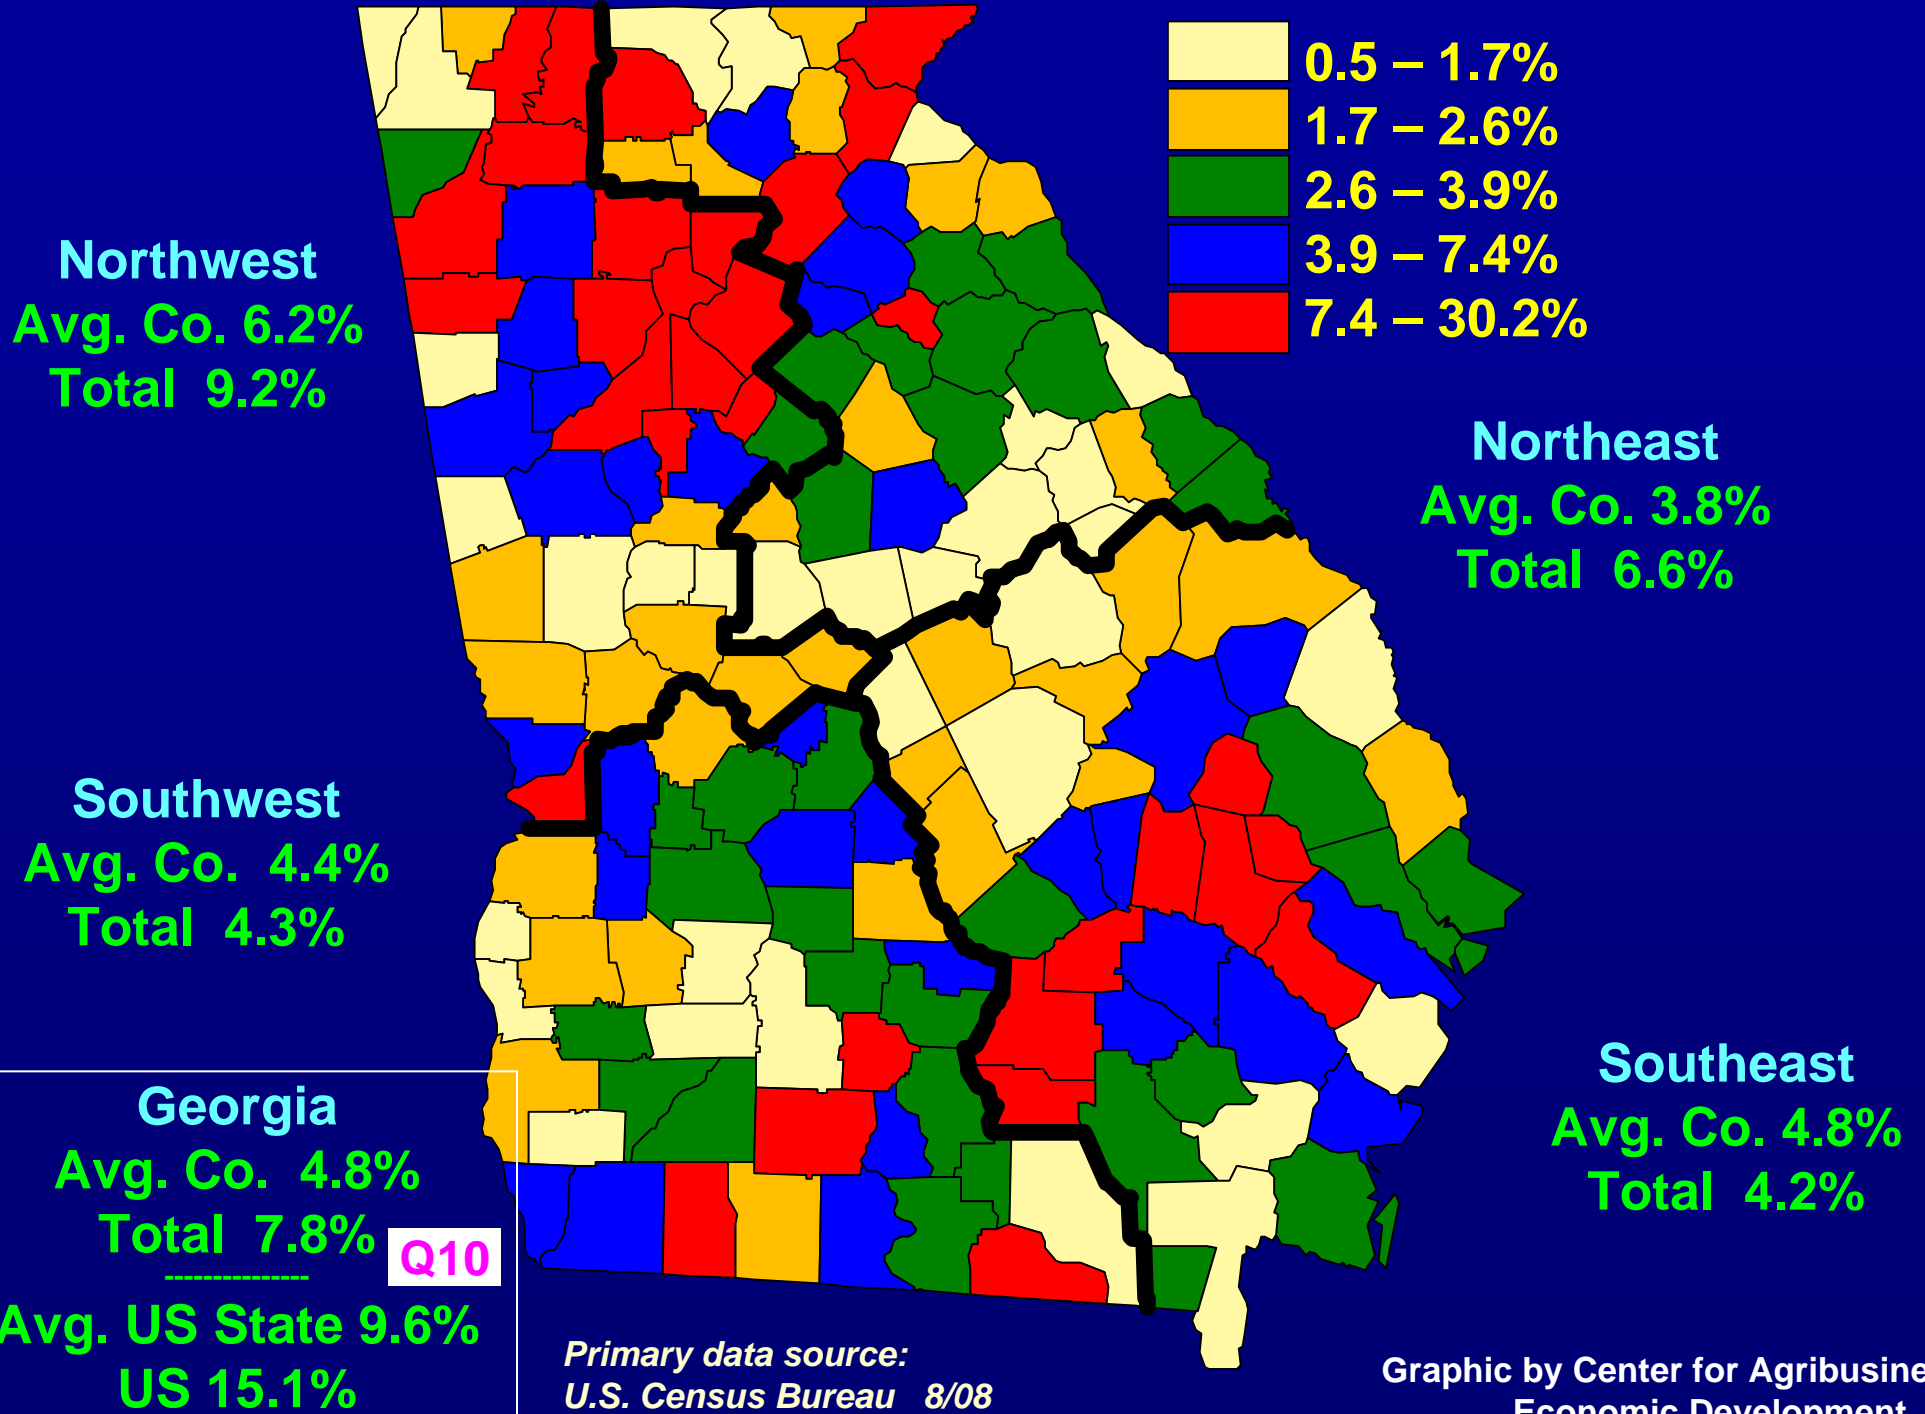 0.5 – 1.7%
1.7 – 2.6%
2.6 – 3.9%
3.9 – 7.4%
7.4 – 30.2%
Northwest
Avg. Co. 6.2%
Total 9.2%
Northeast
Avg. Co. 3.8%
Total 6.6%
Southwest
Avg. Co. 4.4%
Total 4.3%
Southeast
Avg. Co. 4.8%
Total 4.2%
Georgia
Avg. Co. 4.8%
Total 7.8%
Q10
---------------
Avg. US State 9.6%
US 15.1%
Primary data source:
U.S. Census Bureau 8/08
Graphic by Center for Agribusine
Economic Development